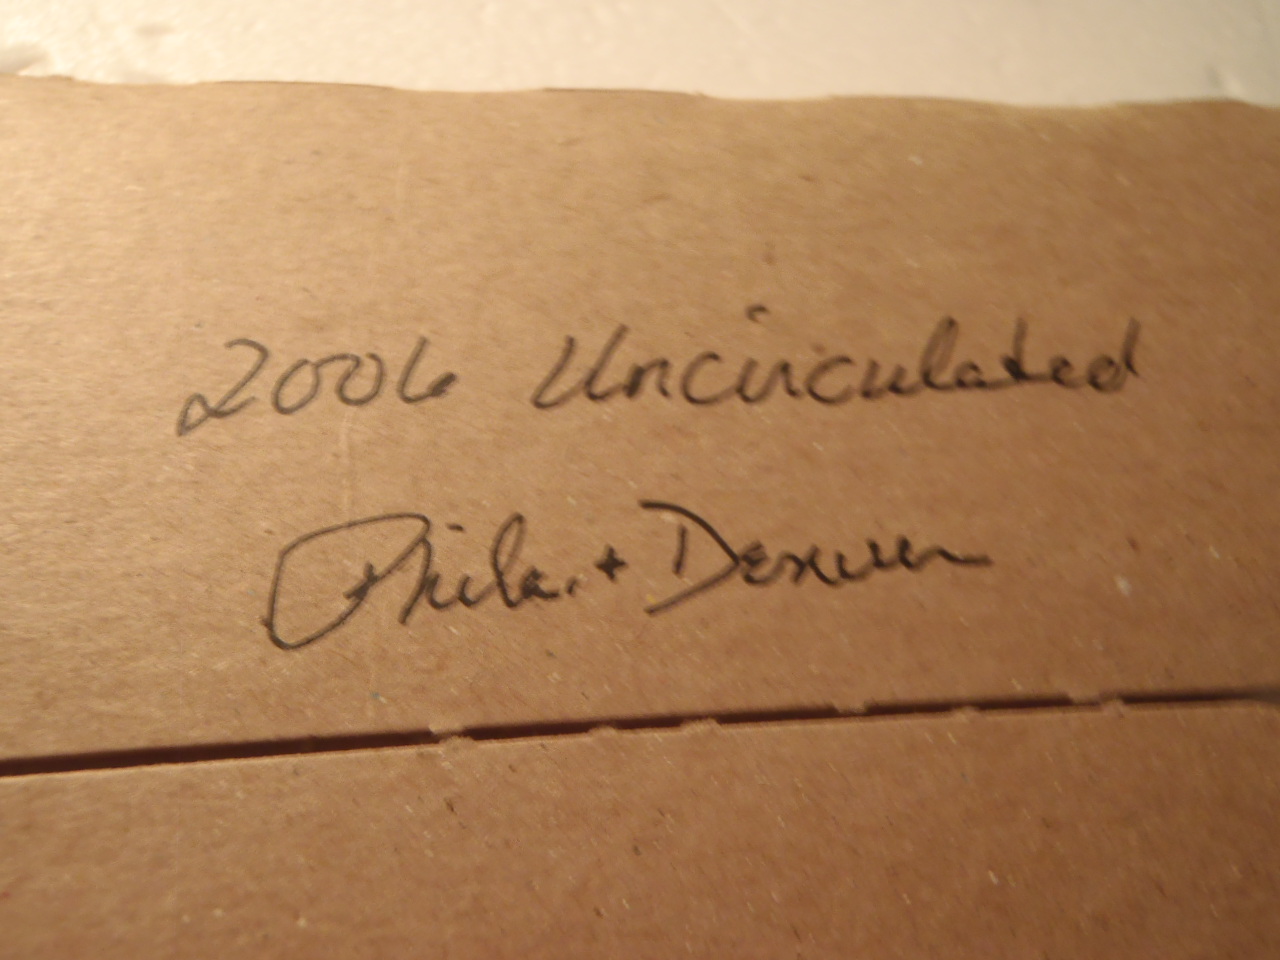 2006 Uncirculated
Phila. + Denver